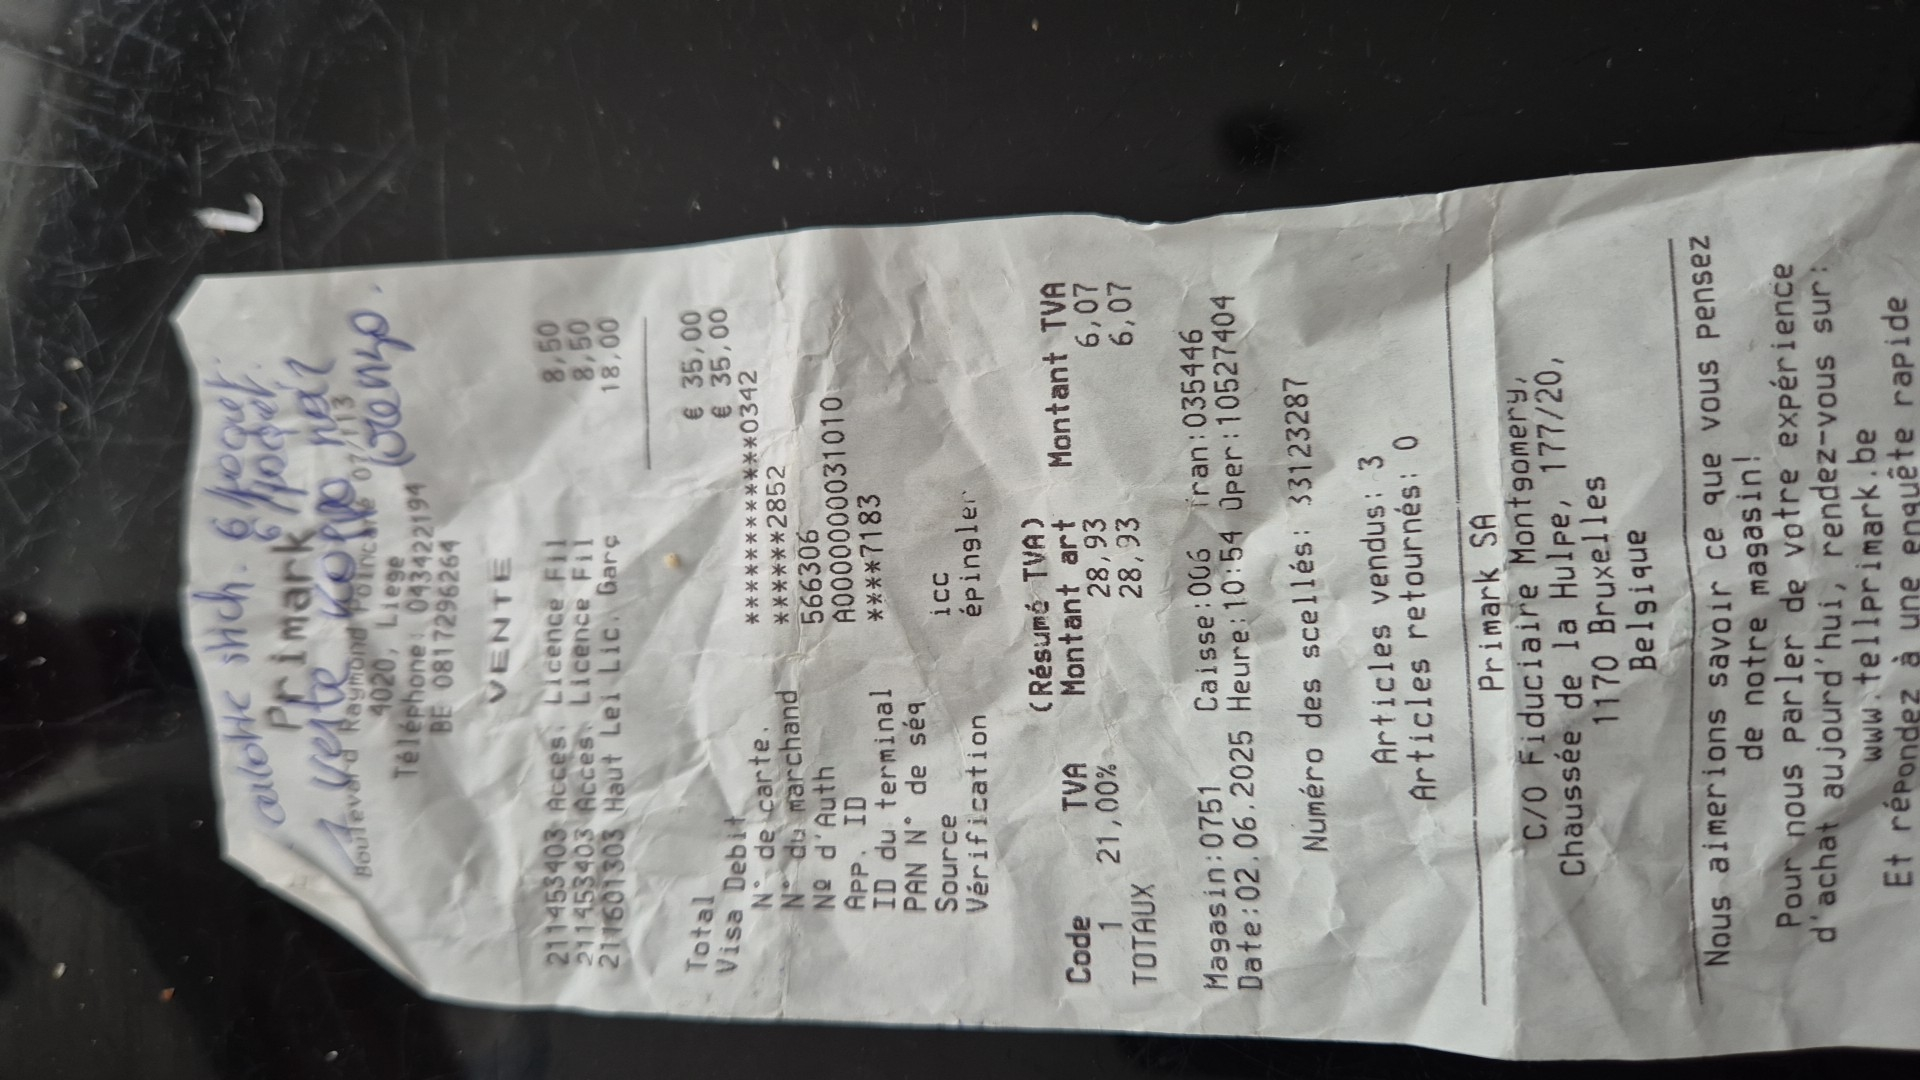 culotte stich. 6
6
Primark
1 veste noir
Boulevard Raymond Poincaré 07/113
4020, Liege
Téléphone: 043422194
BE 0817296264
VENTE
211453403 Acces. Licence Fil 8,50
211453403 Acces. Licence Fil 8,50
211601303 Haut Lei Lic. Garç 18,00
Total € 35,00
Visa Debit € 35,00
N° de carte. ************0342
N° du marchand ******2852
Nº d'Auth 566306
APP. ID A0000000031010
ID du terminal ****7183
PAN N° de séq
Source icc
Vérification épingler
(Résumé TVA)
Code TVA Montant art Montant TVA
1 21,00% 28,93 6,07
TOTAUX 28,93 6,07
Magasin:0751 Caisse:006 Tran:035446
Date:02.06.2025 Heure:10:54 Oper:10527404
Numéro des scellés: 33123287
Articles vendus: 3
Articles retournés: 0
Primark SA
C/O Fiduciaire Montgomery,
Chaussée de la Hulpe, 177/20,
1170 Bruxelles
Belgique
Nous aimerions savoir ce que vous pensez
de notre magasin!
Pour nous parler de votre expérience
d'achat aujourd'hui, rendez-vous sur:
www.tellprimark.be
Et répondez à une enquête rapide